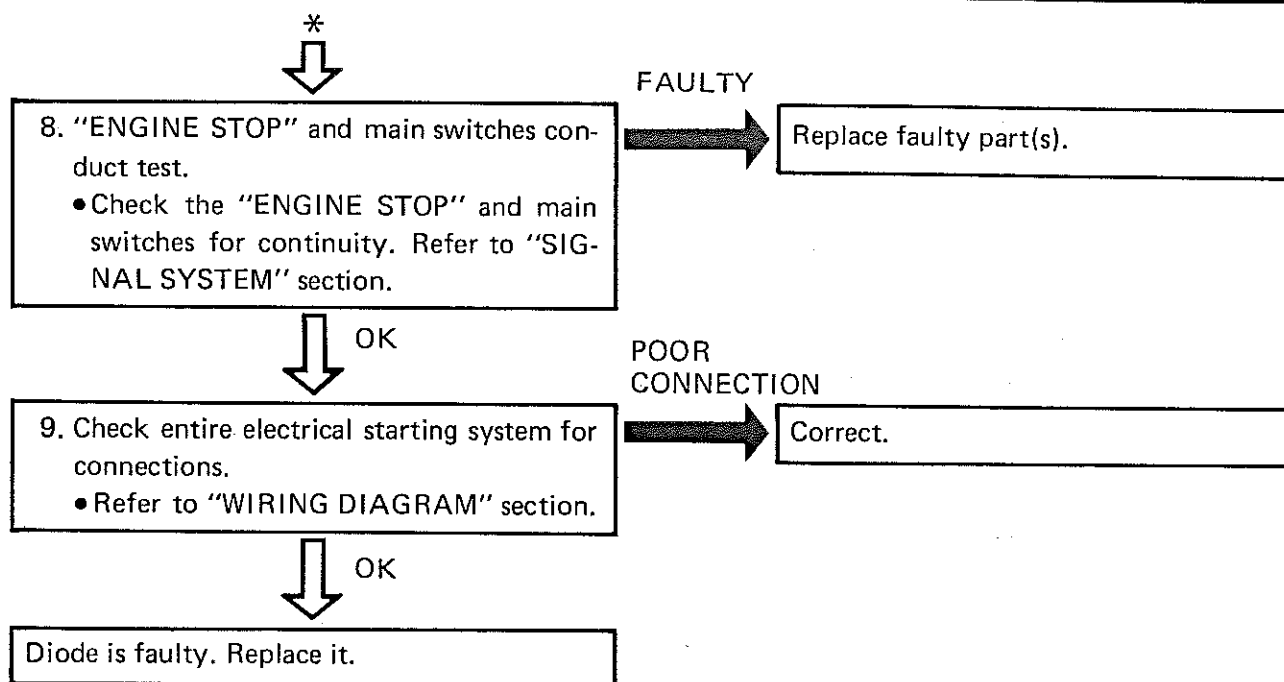 *
FAULTY
8. "ENGINE STOP" and main switches con-
duct test.
●Check the "ENGINE STOP" and main
switches for continuity. Refer to "SIG-
NAL SYSTEM" section.
Replace faulty part(s).
OK
POOR
CONNECTION
9. Check entire electrical starting system for
connections.
●Refer to "WIRING DIAGRAM" section.
Correct.
OK
Diode is faulty. Replace it.